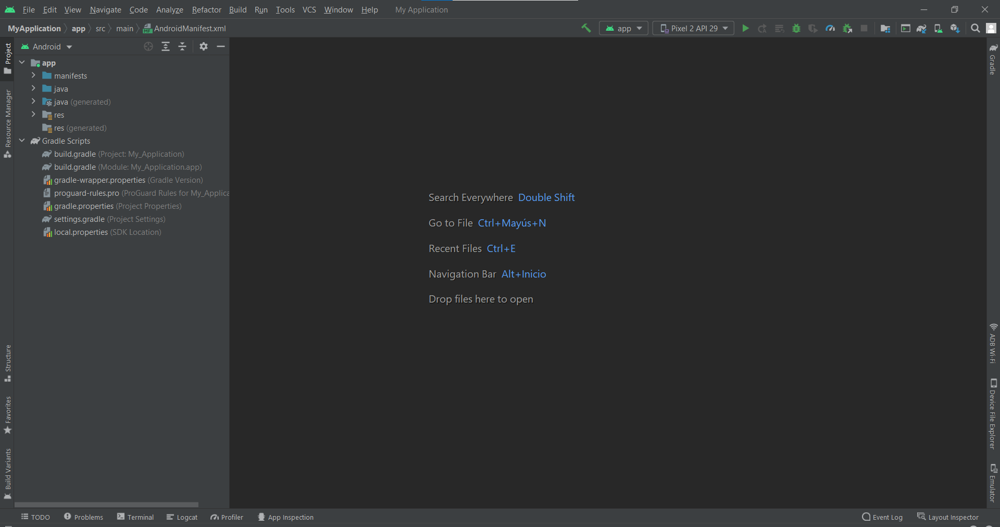 File Edit View Navigate Code Analyze Refactor Build Run Tools VCS Window Help My Application
MyApplication app src main AndroidManifest.xml app Pixel 2 API 29
Project
Resource Manager
Structure
Favorites
Build Variants
Android
app
manifests
java
java (generated)
res
res (generated)
Gradle Scripts
build.gradle (Project: My_Application)
build.gradle (Module: My_Application.app)
gradle-wrapper.properties (Gradle Version)
proguard-rules.pro (ProGuard Rules for My_Applica
gradle.properties (Project Properties)
settings.gradle (Project Settings)
local.properties (SDK Location)
Search Everywhere Double Shift
Go to File Ctrl+Mayús+N
Recent Files Ctrl+E
Navigation Bar Alt+Inicio
Drop files here to open
Gradle
ADB Wi-Fi
Device File Explorer
Emulator
TODO Problems Terminal Logcat Profiler App Inspection Event Log Layout Inspector